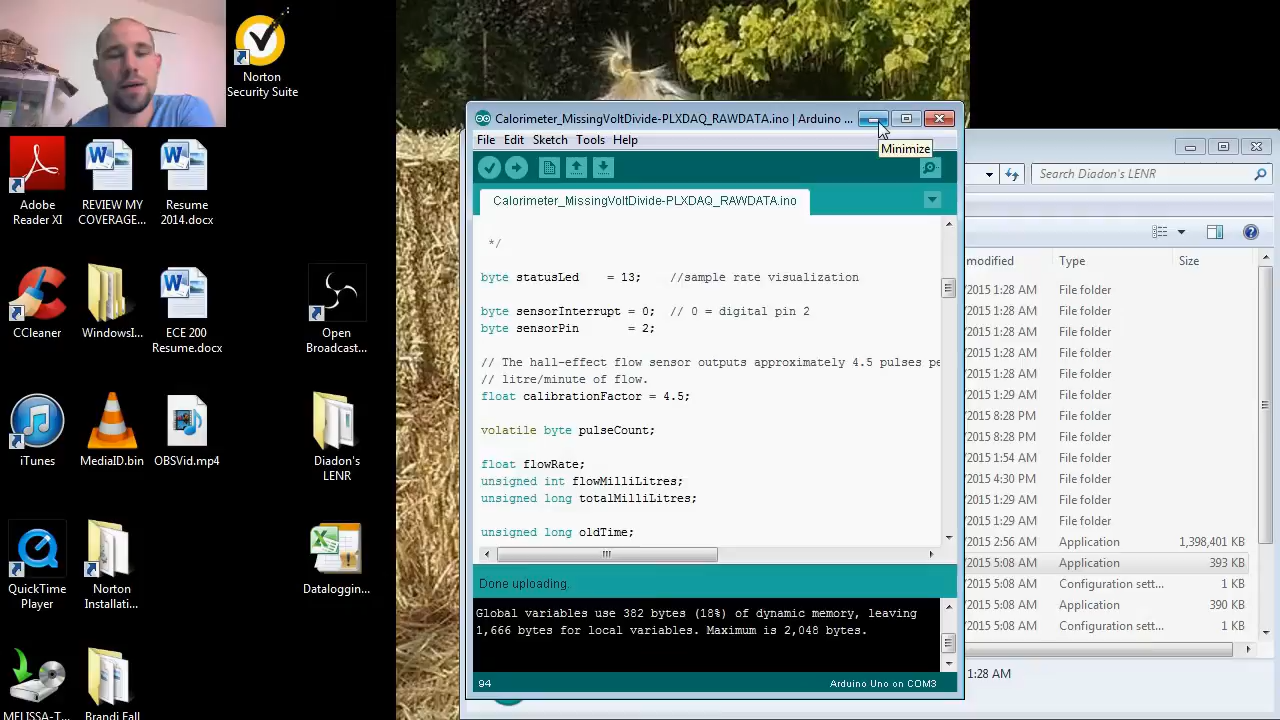 Norton
Security Suite
Adobe
Reader XI
REVIEW MY
COVERAGE...
Resume
2014.docx
CCleaner
WindowsI...
ECE 200
Resume.docx
Open
Broadcast...
iTunes
MediaID.bin
OBSVid.mp4
Diadon's
LENR
QuickTime
Player
Norton
Installati...
Datalogging...
MELISSA-T...
Brandi Fall
Calorimeter_MissingVoltDivide-PLXDAQ_RAWDATA.ino | Arduino ...
Minimize
File Edit Sketch Tools Help
Calorimeter_MissingVoltDivide-PLXDAQ_RAWDATA.ino
*/
byte statusLed = 13; //sample rate visualization
byte sensorInterrupt = 0; // 0 = digital pin 2
byte sensorPin = 2;
// The hall-effect flow sensor outputs approximately 4.5 pulses pe
// litre/minute of flow.
float calibrationFactor = 4.5;
volatile byte pulseCount;
float flowRate;
unsigned int flowMilliLitres;
unsigned long totalMilliLitres;
unsigned long oldTime;
Done uploading.
Global variables use 382 bytes (18%) of dynamic memory, leaving
1,666 bytes for local variables. Maximum is 2,048 bytes.
94 Arduino Uno on COM3
Search Diadon's LENR
modified Type Size
/2015 1:28 AM File folder
/2015 1:28 AM File folder
/2015 1:28 AM File folder
/2015 1:28 AM File folder
/2015 1:28 AM File folder
/2015 1:29 AM File folder
/2015 8:28 PM File folder
/2015 8:28 PM File folder
/2015 1:54 AM File folder
/2015 4:30 PM File folder
/2015 1:29 AM File folder
/2015 1:29 AM File folder
/2015 2:56 AM Application 1,398,401 KB
/2015 5:08 AM Application 393 KB
/2015 5:08 AM Configuration sett... 1 KB
/2015 5:08 AM Application 390 KB
/2015 5:08 AM Configuration sett... 1 KB
1:28 AM